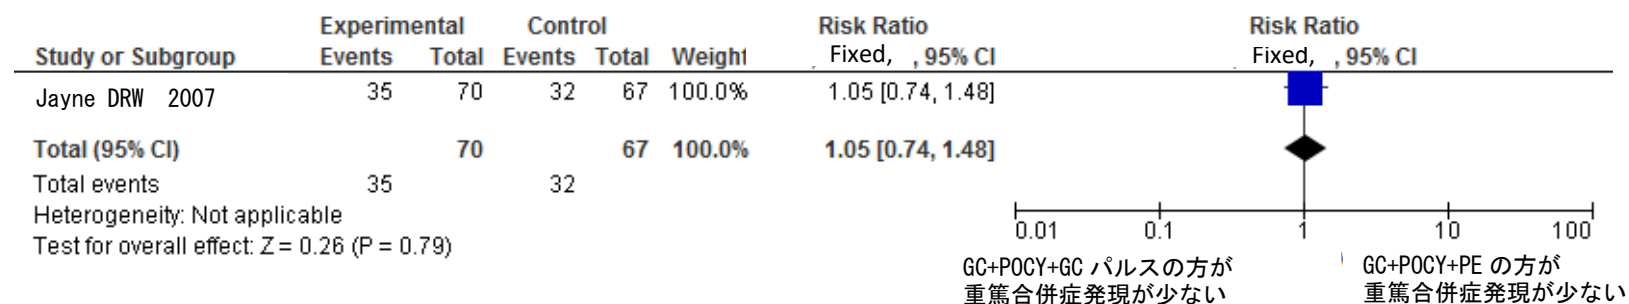 Experimental Control Risk Ratio Risk Ratio
Study or Subgroup Events Total Events Total Weight Fixed, , 95% CI Fixed, , 95% CI
Jayne DRW 2007 35 70 32 67 100.0% 1.05 [0.74, 1.48]
Total (95% CI) 70 67 100.0% 1.05 [0.74, 1.48]
Total events 35 32
Heterogeneity: Not applicable
Test for overall effect: Z = 0.26 (P = 0.79)
0.01 0.1 1 10 100
GC+POCY+GC パルスの方が
重篤合併症発現が少ない
GC+POCY+PE の方が
重篤合併症発現が少ない